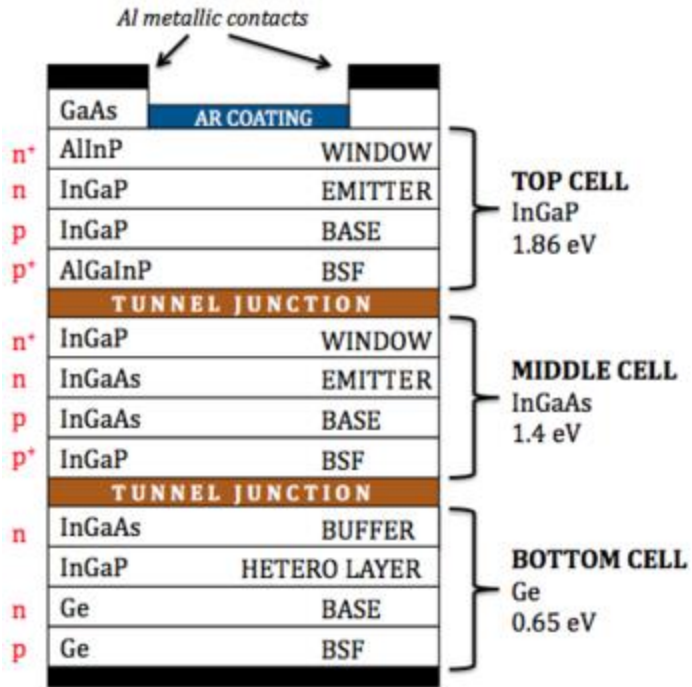 Al metallic contacts
GaAs
AR COATING
n⁺ AlInP WINDOW
n InGaP EMITTER
p InGaP BASE
p⁺ AlGaInP BSF
TOP CELL
InGaP
1.86 eV
TUNNEL JUNCTION
n⁺ InGaP WINDOW
n InGaAs EMITTER
p InGaAs BASE
p⁺ InGaP BSF
MIDDLE CELL
InGaAs
1.4 eV
TUNNEL JUNCTION
n InGaAs BUFFER
InGaP HETERO LAYER
n Ge BASE
p Ge BSF
BOTTOM CELL
Ge
0.65 eV